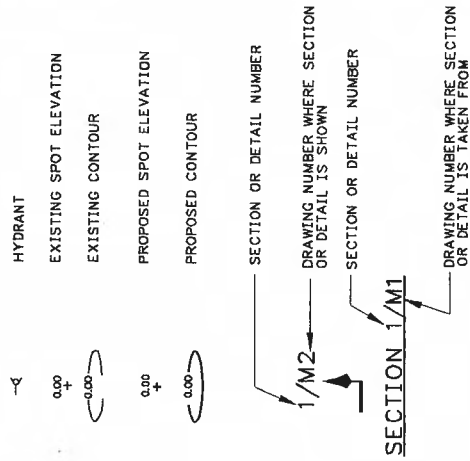 HYDRANT
0.00
+
EXISTING SPOT ELEVATION
0.00
EXISTING CONTOUR
0.00
+
PROPOSED SPOT ELEVATION
0.00
PROPOSED CONTOUR
SECTION OR DETAIL NUMBER
1/M2
DRAWING NUMBER WHERE SECTION
OR DETAIL IS SHOWN
SECTION OR DETAIL NUMBER
SECTION 1/M1
DRAWING NUMBER WHERE SECTION
OR DETAIL IS TAKEN FROM